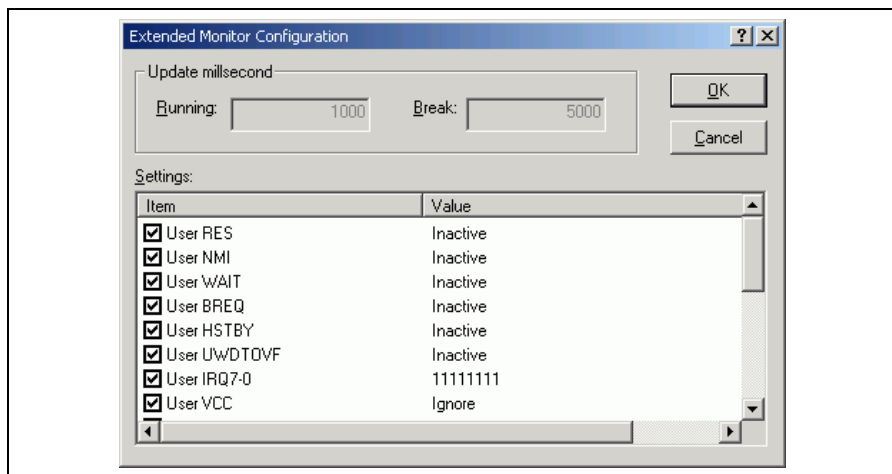 Extended Monitor Configuration
Update millsecond
Running: 1000 Break: 5000
OK
Cancel
Settings:
Item Value
User RES Inactive
User NMI Inactive
User WAIT Inactive
User BREQ Inactive
User HSTBY Inactive
User UWDTOVF Inactive
User IRQ7-0 11111111
User VCC Ignore